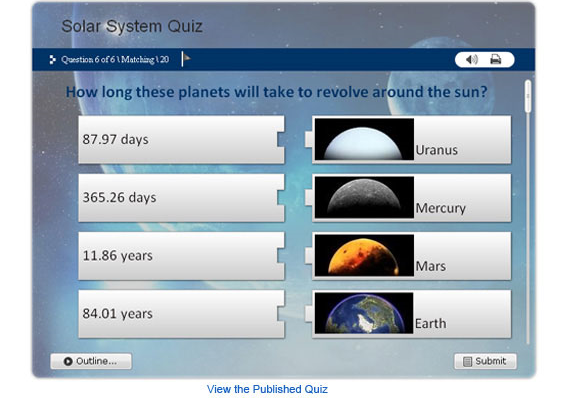 Solar System Quiz
Question 6 of 6 \ Matching \ 20
How long these planets will take to revolve around the sun?
87.97 days
Uranus
365.26 days
Mercury
11.86 years
Mars
84.01 years
Earth
Outline...
Submit
View the Published Quiz